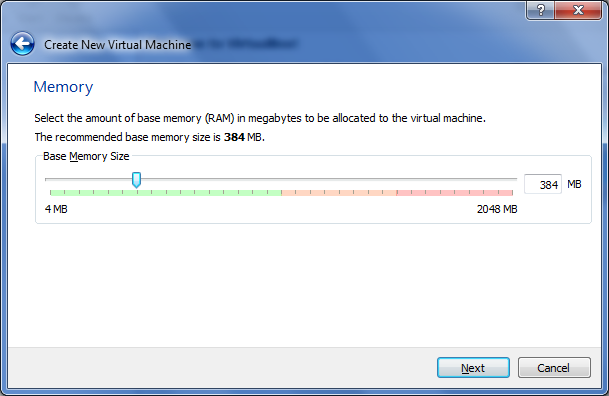 Create New Virtual Machine
Memory
Select the amount of base memory (RAM) in megabytes to be allocated to the virtual machine.
The recommended base memory size is 384 MB.
Base Memory Size
384 MB
4 MB 2048 MB
Next Cancel